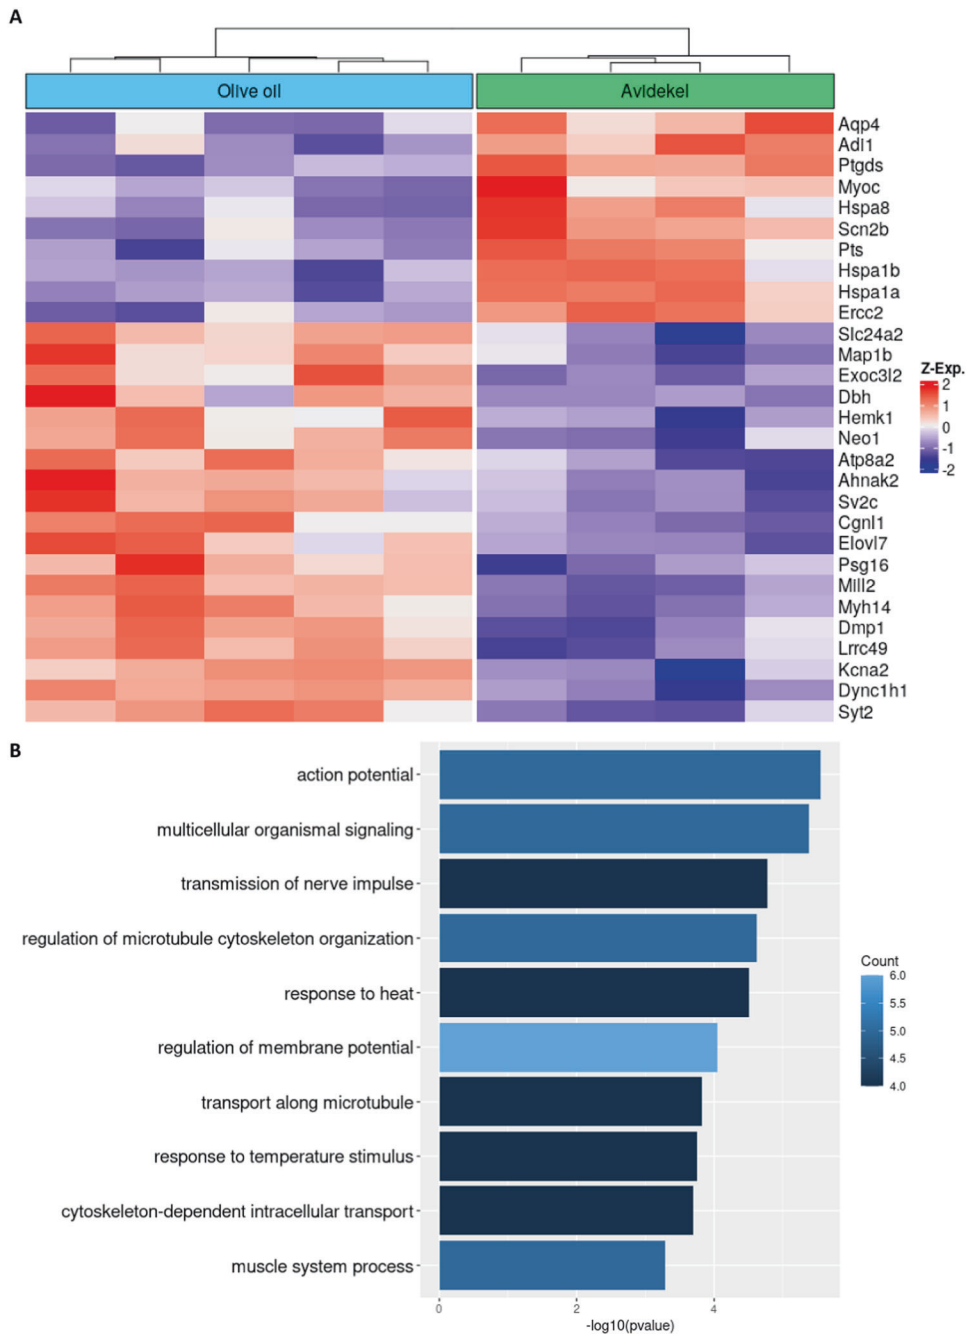 A
Olive oil
Avidekel
Aqp4
Adi1
Ptgds
Myoc
Hspa8
Scn2b
Pts
Hspa1b
Hspa1a
Ercc2
Slc24a2
Map1b
Exoc3l2
Dbh
Hemk1
Neo1
Atp8a2
Ahnak2
Sv2c
Cgnl1
Elovl7
Psg16
Mill2
Myh14
Dmp1
Lrrc49
Kcna2
Dync1h1
Syt2
Z-Exp.
2
1
0
-1
-2
B
action potential
multicellular organismal signaling
transmission of nerve impulse
regulation of microtubule cytoskeleton organization
response to heat
regulation of membrane potential
transport along microtubule
response to temperature stimulus
cytoskeleton-dependent intracellular transport
muscle system process
Count
6.0
5.5
5.0
4.5
4.0
0
2
4
-log10(pvalue)